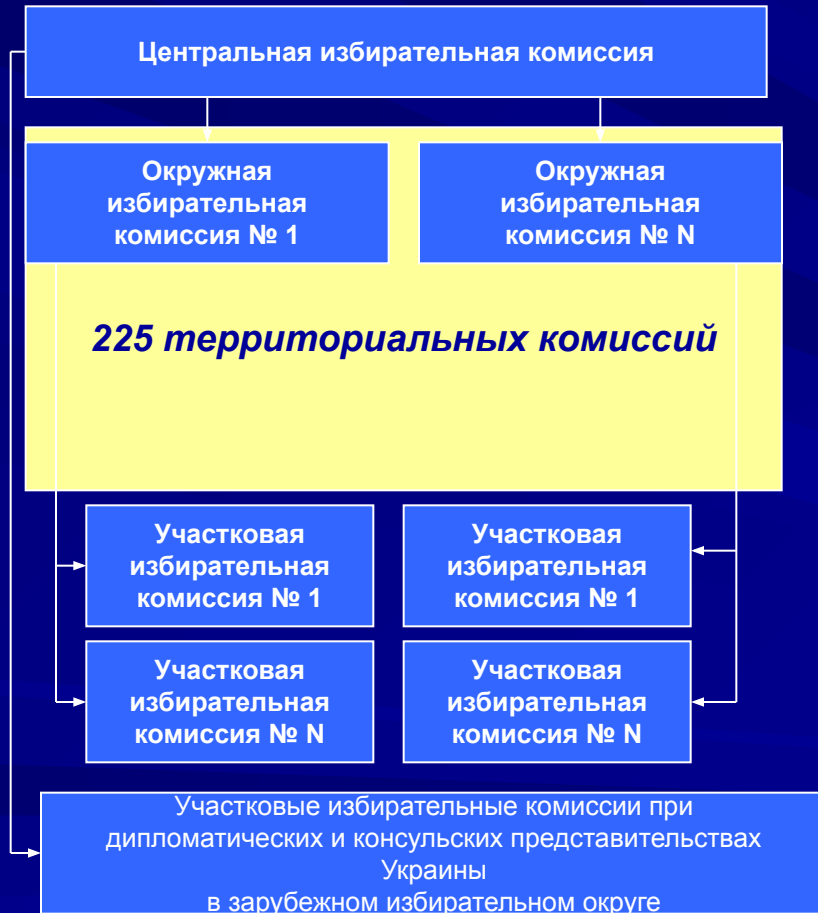 Центральная избирательная комиссия
Окружная
избирательная
комиссия № 1
Окружная
избирательная
комиссия № N
225 территориальных комиссий
Участковая
избирательная
комиссия № 1
Участковая
избирательная
комиссия № 1
Участковая
избирательная
комиссия № N
Участковая
избирательная
комиссия № N
Участковые избирательные комиссии при
дипломатических и консульских представительствах
Украины
в зарубежном избирательном округе